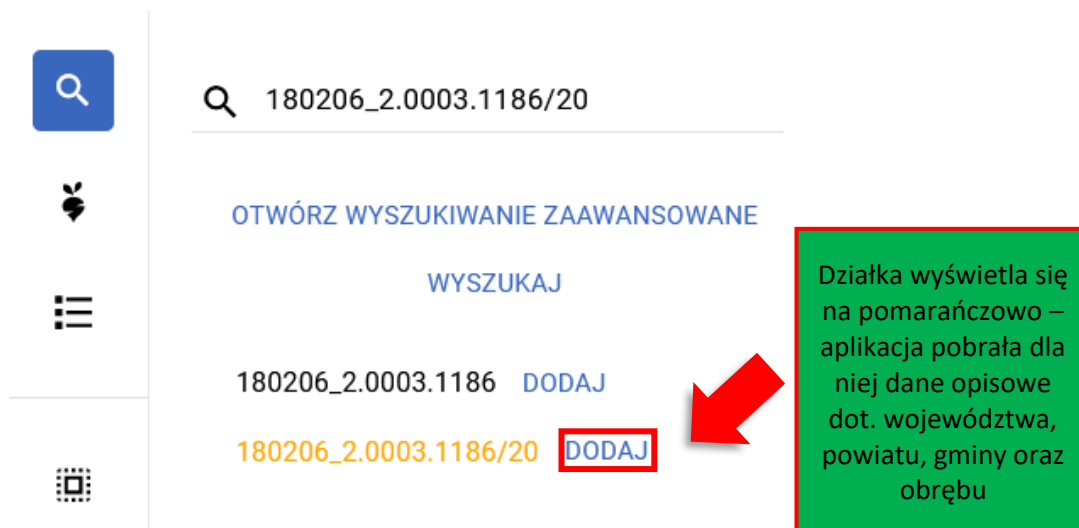 180206_2.0003.1186/20
OTWÓRZ WYSZUKIWANIE ZAAWANSOWANE
WYSZUKAJ
180206_2.0003.1186 DODAJ
180206_2.0003.1186/20 DODAJ
Działka wyświetla się
na pomarańczowo –
aplikacja pobrała dla
niej dane opisowe
dot. województwa,
powiatu, gminy oraz
obrębu